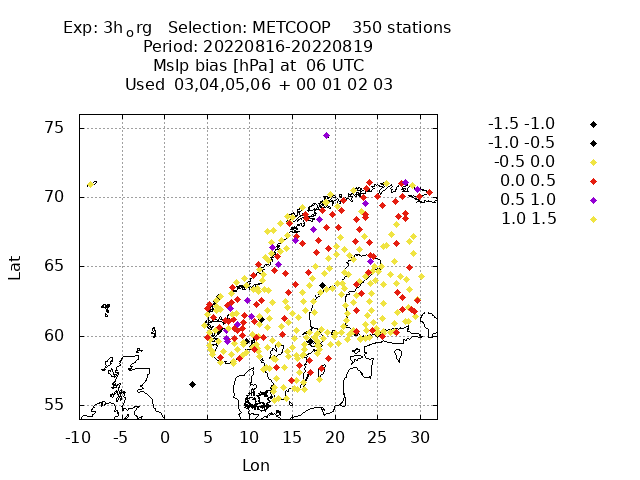 Exp: 3h_org   Selection: METCOOP    350 stations
Period: 20220816-20220819
Mslp bias [hPa] at  06 UTC
Used  03,04,05,06  + 00 01 02 03
-1.5 -1.0
-1.0 -0.5
-0.5 0.0
0.0 0.5
0.5 1.0
1.0 1.5
75
70
65
60
55
Lat
-10 -5 0 5 10 15 20 25 30
Lon